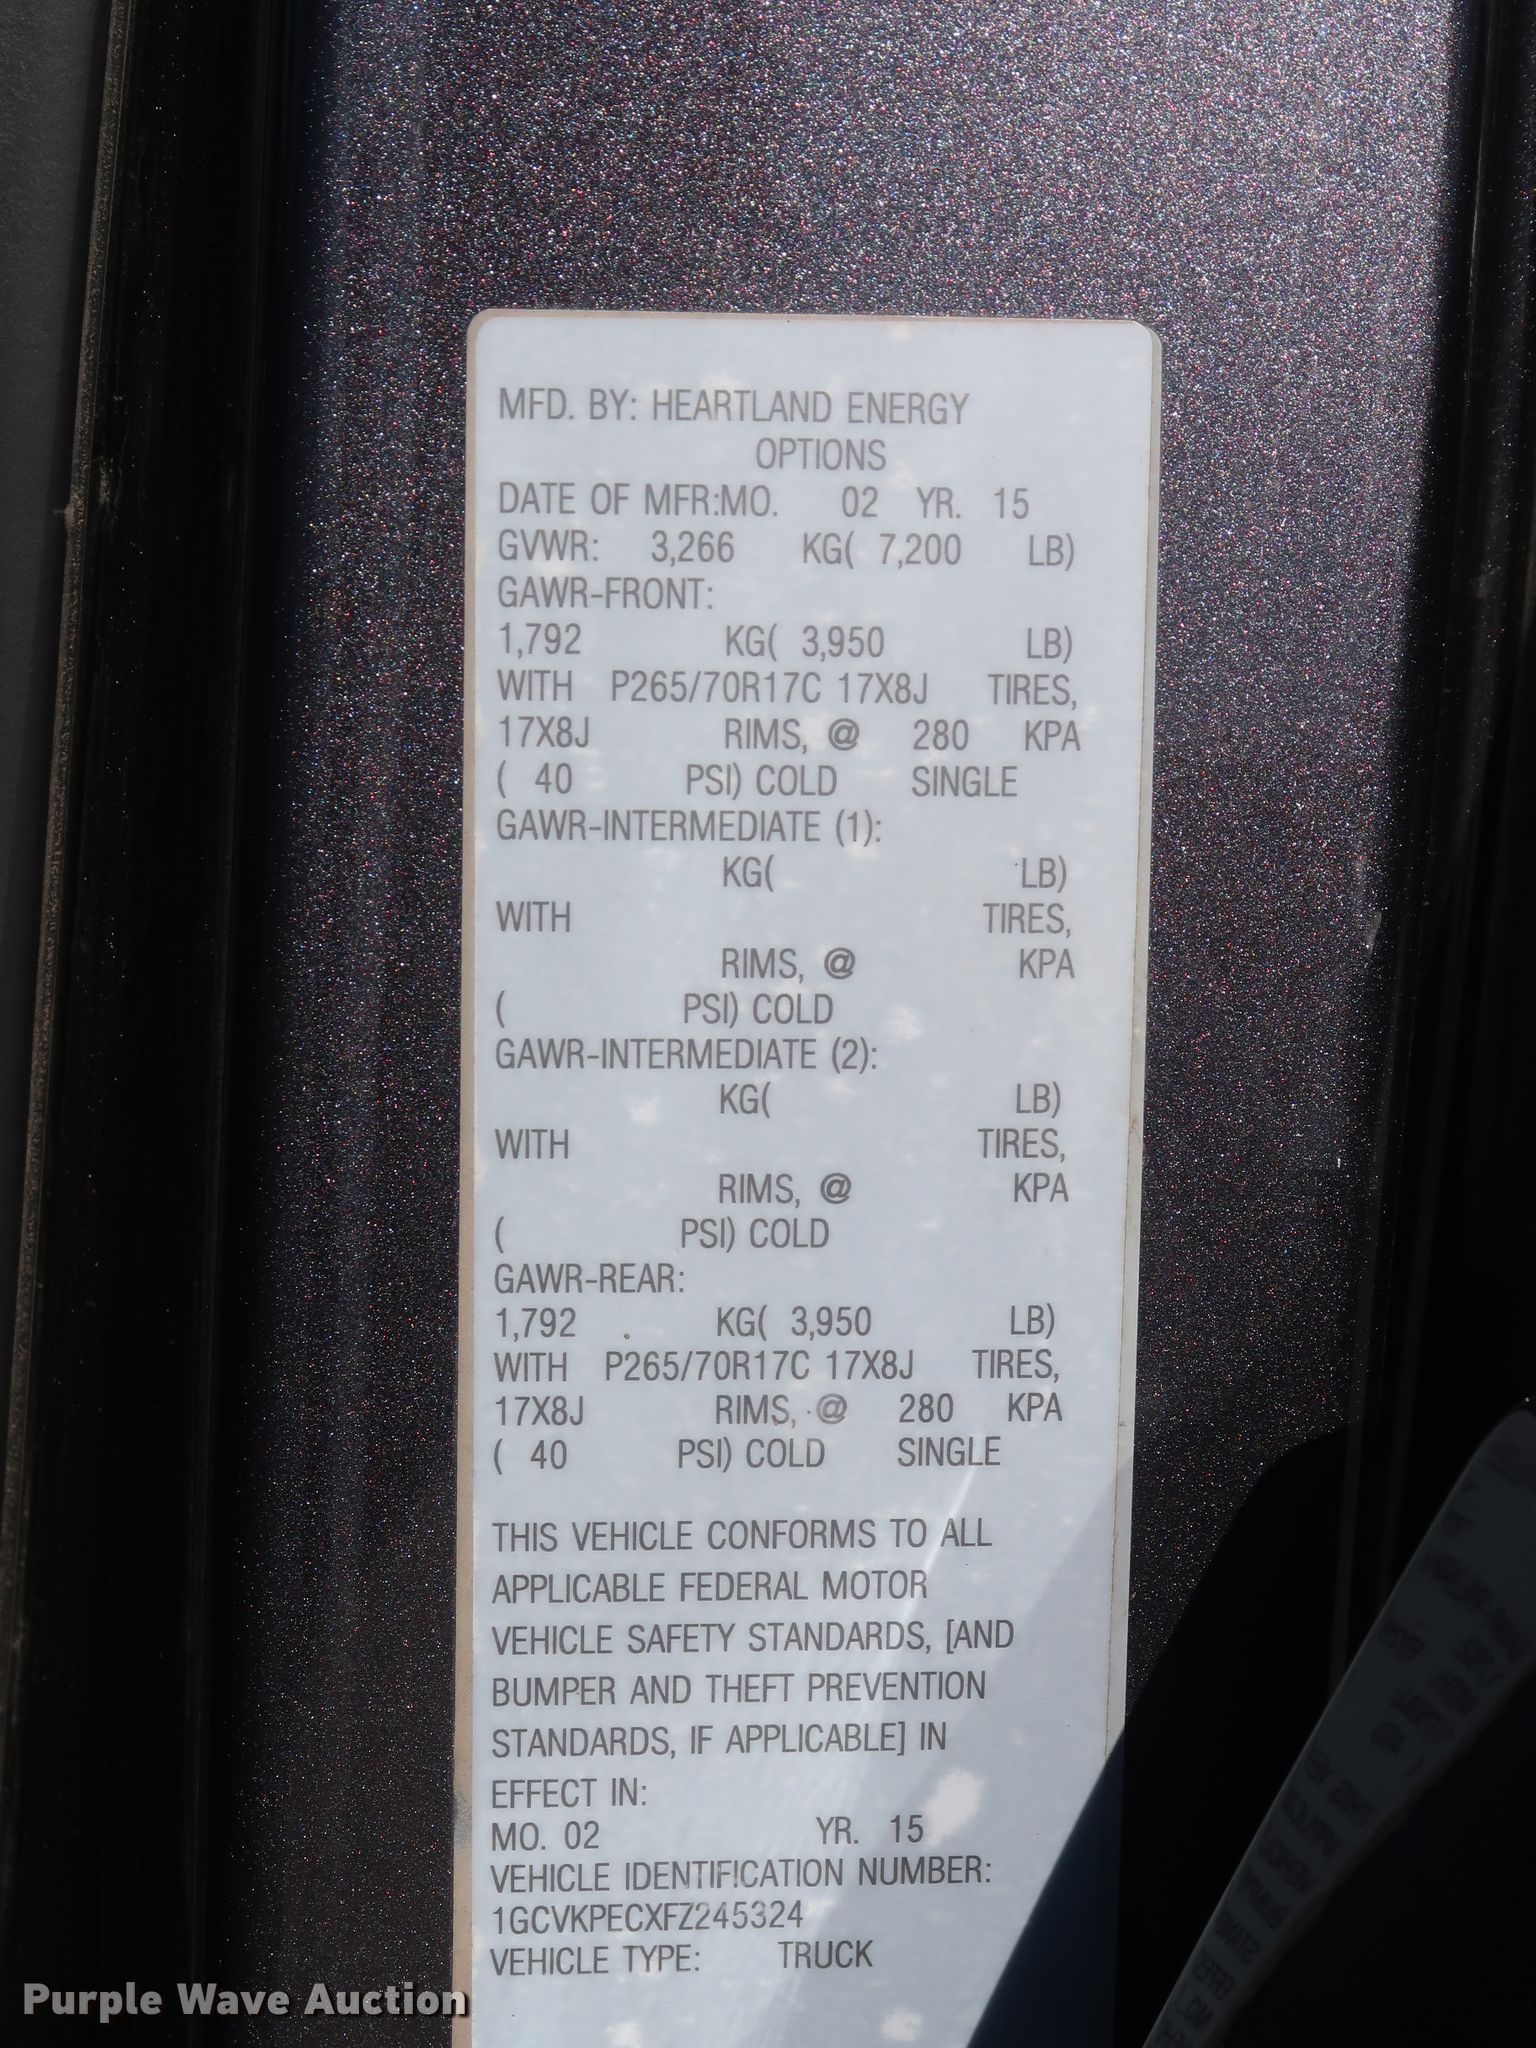 MFD. BY: HEARTLAND ENERGY
OPTIONS
DATE OF MFR:MO. 02 YR. 15
GVWR: 3,266 KG( 7,200 LB)
GAWR-FRONT:
1,792 KG( 3,950 LB)
WITH P265/70R17C 17X8J TIRES,
17X8J RIMS, @ 280 KPA
( 40 PSI) COLD SINGLE
GAWR-INTERMEDIATE (1):
KG( LB)
WITH TIRES,
RIMS, @ KPA
( PSI) COLD
GAWR-INTERMEDIATE (2):
KG( LB)
WITH TIRES,
RIMS, @ KPA
( PSI) COLD
GAWR-REAR:
1,792 KG( 3,950 LB)
WITH P265/70R17C 17X8J TIRES,
17X8J RIMS, @ 280 KPA
( 40 PSI) COLD SINGLE
THIS VEHICLE CONFORMS TO ALL
APPLICABLE FEDERAL MOTOR
VEHICLE SAFETY STANDARDS, [AND
BUMPER AND THEFT PREVENTION
STANDARDS, IF APPLICABLE] IN
EFFECT IN:
MO. 02 YR. 15
VEHICLE IDENTIFICATION NUMBER:
1GCVKPECXFZ245324
VEHICLE TYPE: TRUCK
Purple Wave Auction